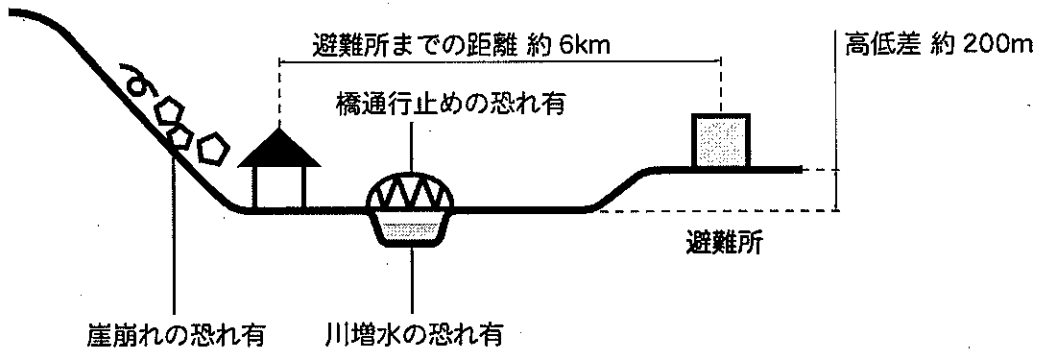 避難所までの距離 約6km
高低差 約200m
橋通行止めの恐れ有
避難所
崖崩れの恐れ有
川増水の恐れ有